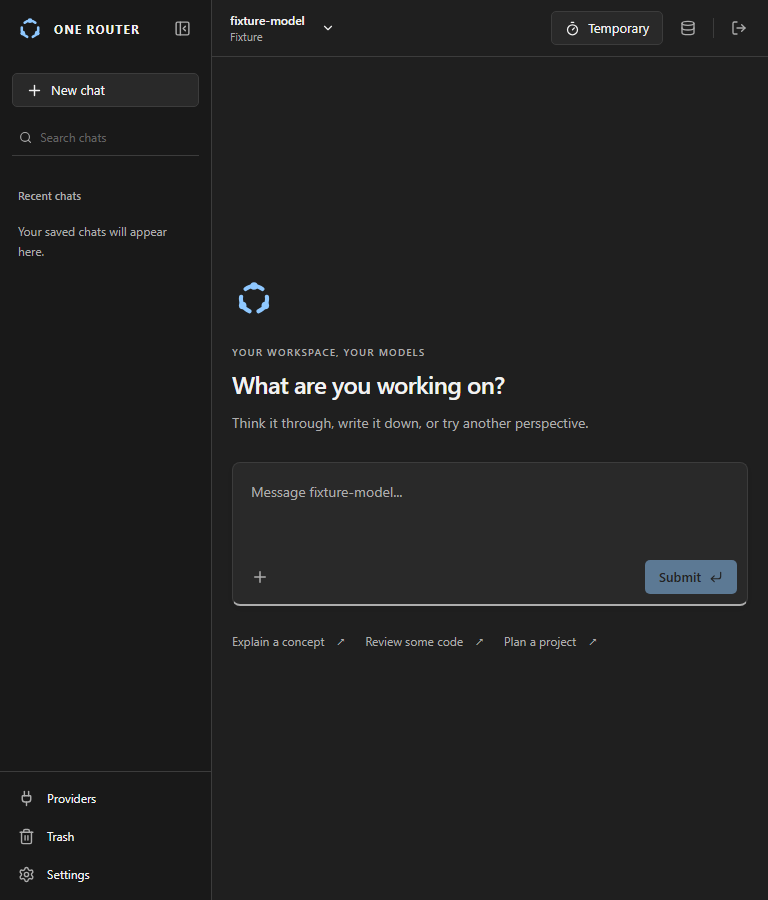 ONE ROUTER
New chat
Search chats
Recent chats
Your saved chats will appear
here.
Providers
Trash
Settings
fixture-model
Fixture
Temporary
YOUR WORKSPACE, YOUR MODELS
What are you working on?
Think it through, write it down, or try another perspective.
Message fixture-model...
Submit
Explain a concept
Review some code
Plan a project